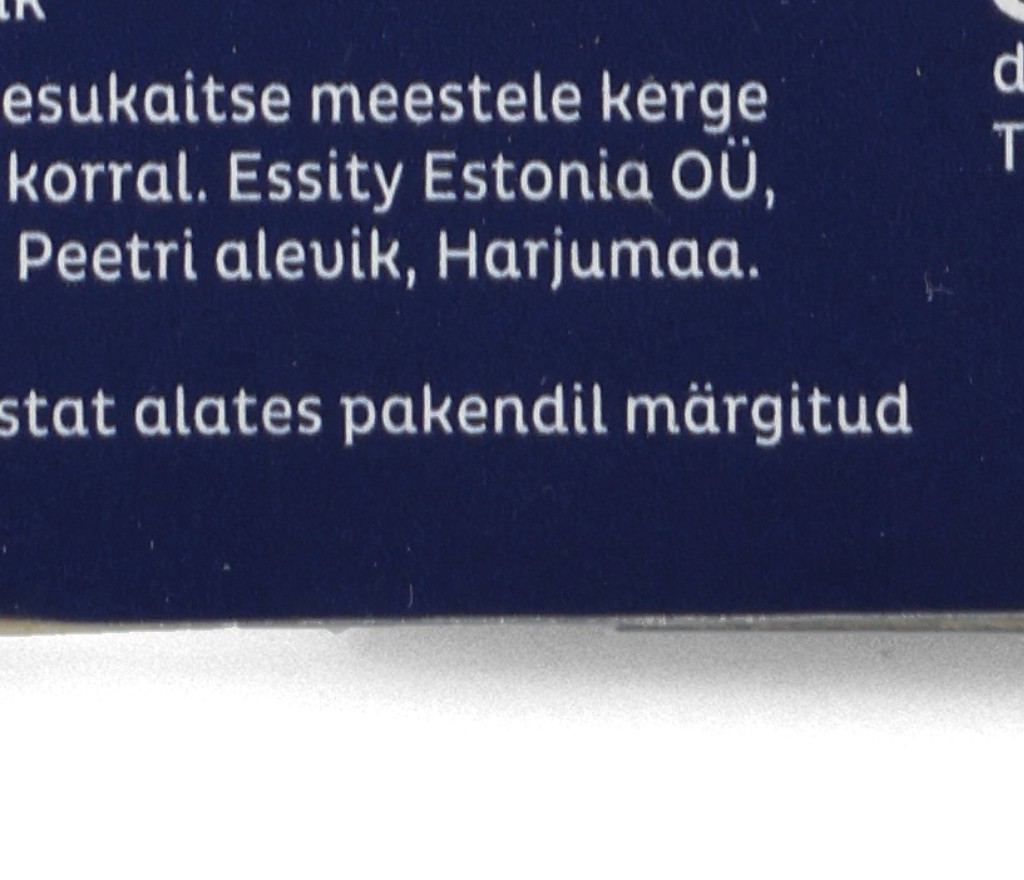 esukaitse meestele kerge
korral. Essity Estonia OÜ,
Peetri alevik, Harjumaa.
stat alates pakendil märgitud